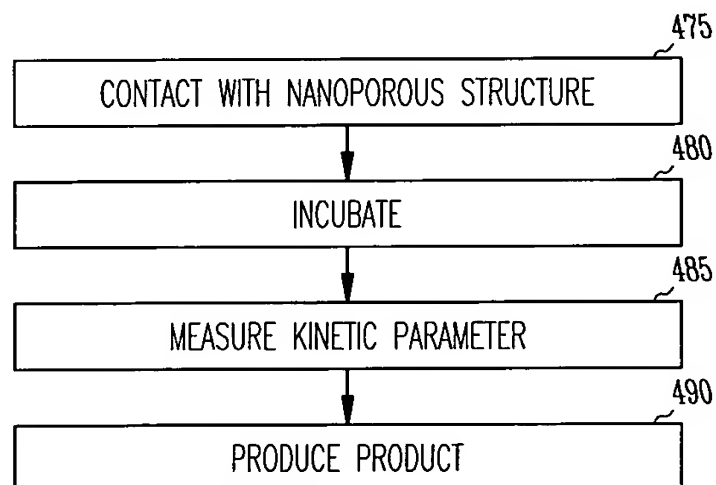 475
CONTACT WITH NANOPOROUS STRUCTURE
480
INCUBATE
485
MEASURE KINETIC PARAMETER
490
PRODUCE PRODUCT